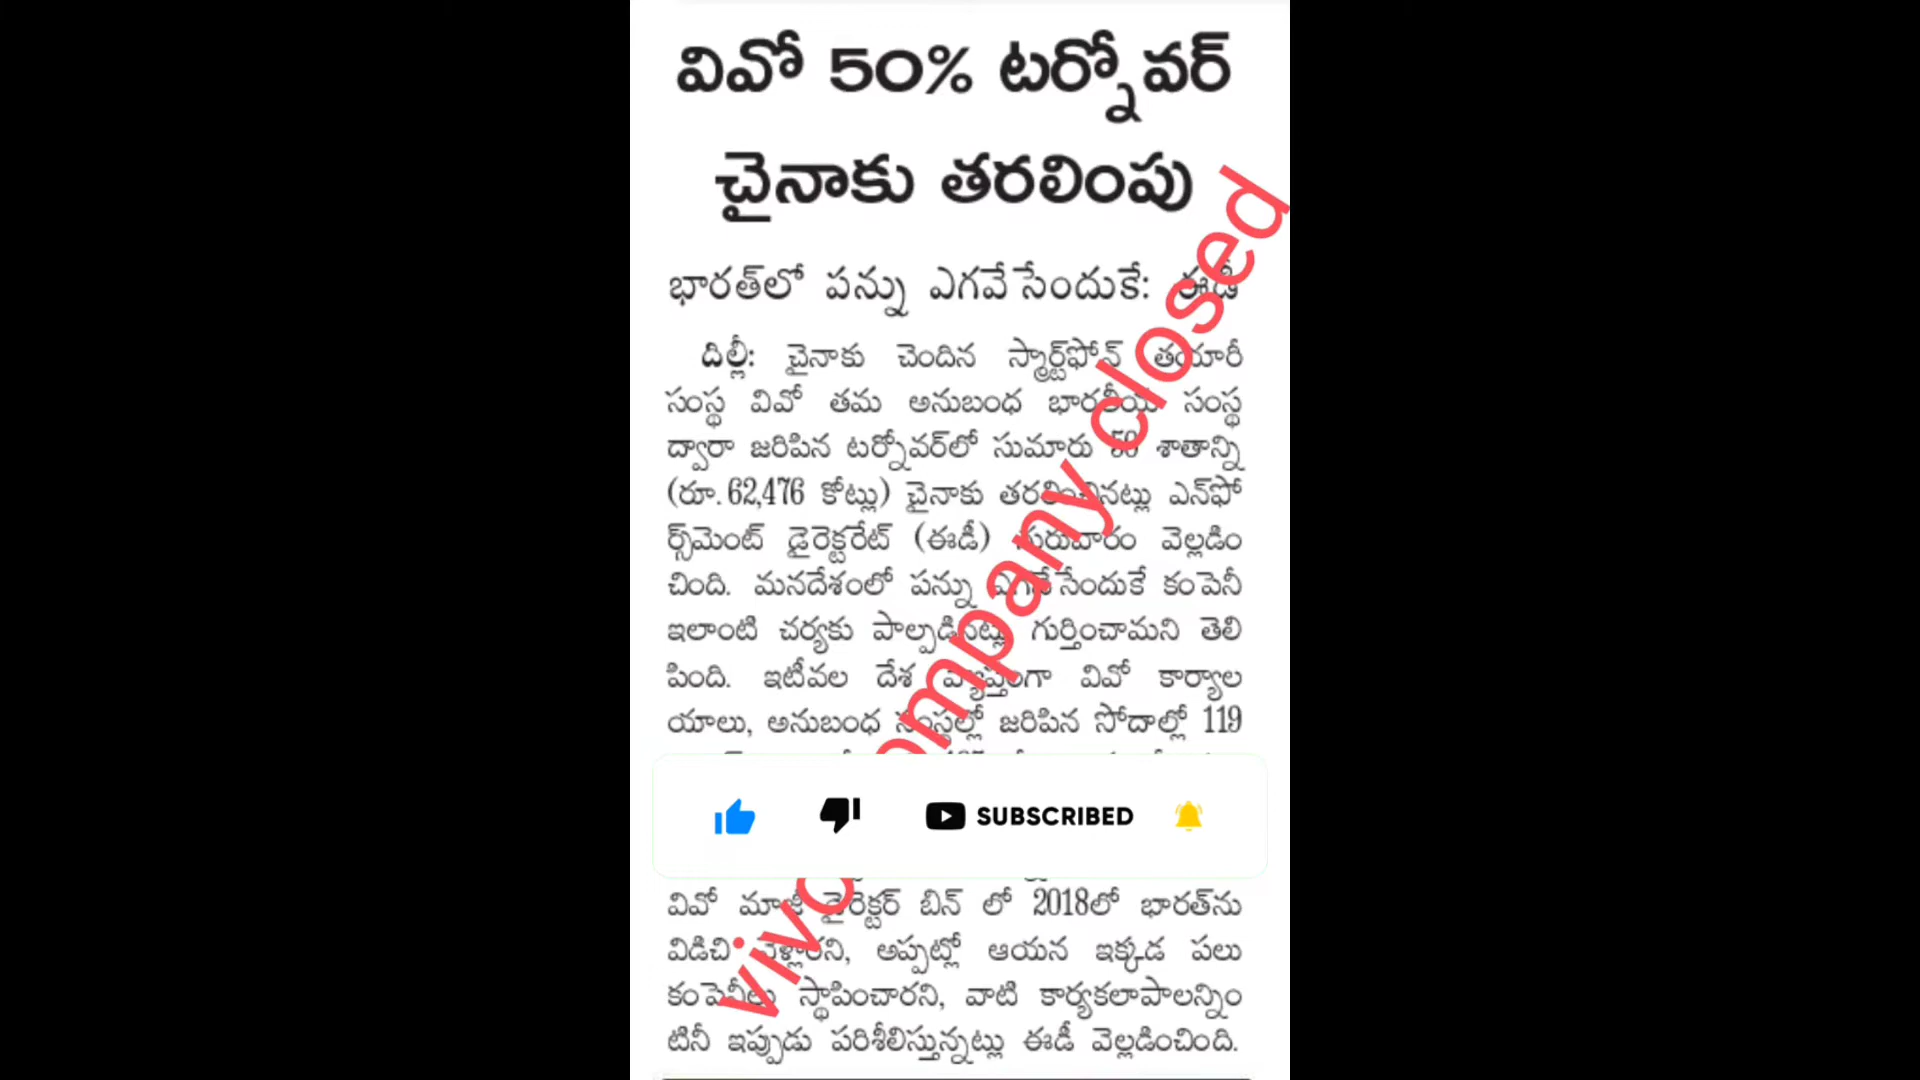 వివో 50% టర్నోవర్
చైనాకు తరలింపు
భారత్‌లో పన్ను ఎగవేసేందుకే: ఈడీ
దిల్లీ: చైనాకు చెందిన స్మార్ట్‌ఫోన్ తయారీ
సంస్థ వివో తమ అనుబంధ భారతీయ సంస్థ
ద్వారా జరిపిన టర్నోవర్‌లో సుమారు 50 శాతాన్ని
(రూ.62,476 కోట్లు) చైనాకు తరలించినట్లు ఎన్‌ఫో
ర్స్‌మెంట్ డైరెక్టరేట్ (ఈడీ) గురువారం వెల్లడిం
చింది. మనదేశంలో పన్ను ఎగవేసేందుకే కంపెనీ
ఇలాంటి చర్యకు పాల్పడినట్లు గుర్తించామని తెలి
పింది. ఇటీవల దేశ వ్యాప్తంగా వివో కార్యాల
యాలు, అనుబంధ సంస్థల్లో జరిపిన సోదాల్లో 119
SUBSCRIBED
వివో మాజీ డైరెక్టర్ బిన్ లో 2018లో భారత్‌ను
విడిచి వెళ్లారని, అప్పట్లో ఆయన ఇక్కడ పలు
కంపెనీలు స్థాపించారని, వాటి కార్యకలాపాలన్నిం
టినీ ఇప్పుడు పరిశీలిస్తున్నట్లు ఈడీ వెల్లడించింది.
vivo company closed